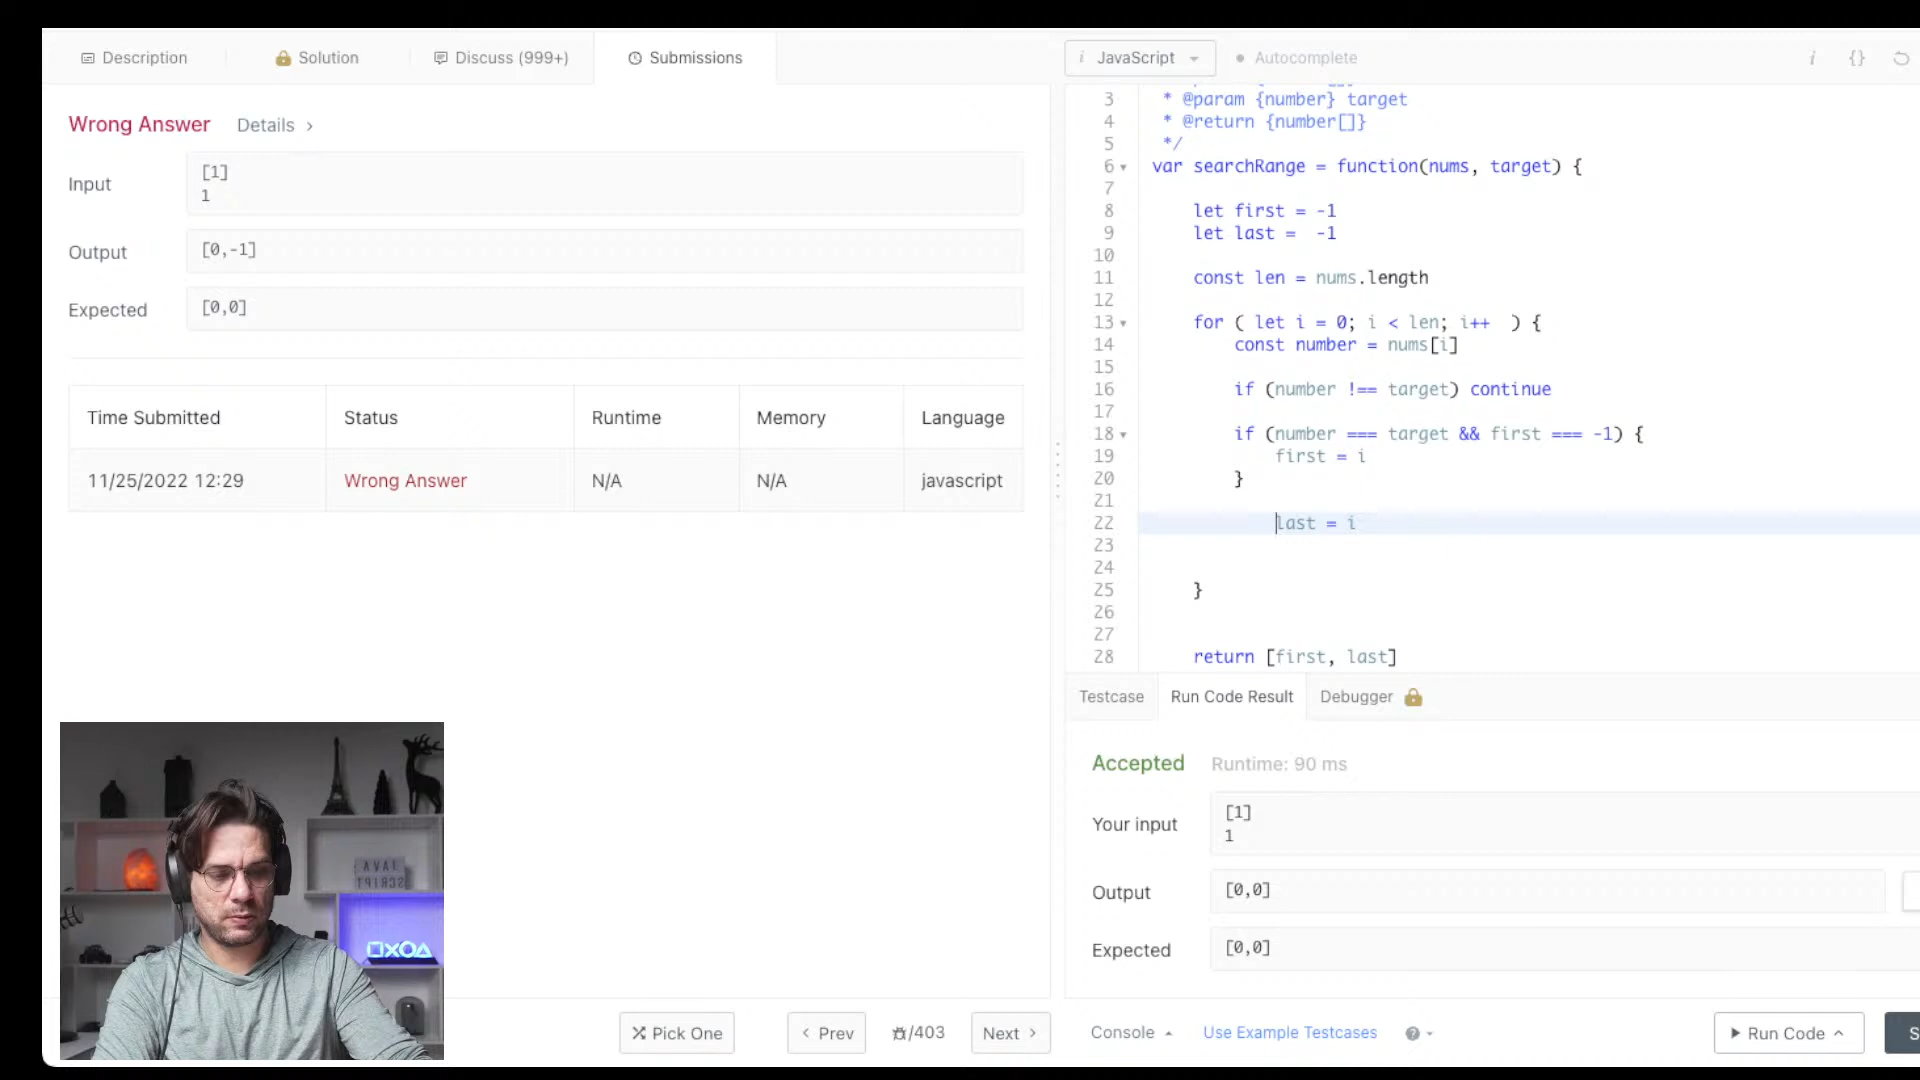 Description
Solution
Discuss (999+)
Submissions
Wrong Answer
Details
Input
[1]
1
Output
[0,-1]
Expected
[0,0]
Time Submitted
Status
Runtime
Memory
Language
11/25/2022 12:29
Wrong Answer
N/A
N/A
javascript
JAVA
SCRIPT
Pick One
Prev
/403
Next
i JavaScript
Autocomplete
i {}
3 * @param {number} target
4 * @return {number[]}
5 */
6 var searchRange = function(nums, target) {
7
8 let first = -1
9 let last =  -1
10
11 const len = nums.length
12
13 for ( let i = 0; i < len; i++  ) {
14 const number = nums[i]
15
16 if (number !== target) continue
17
18 if (number === target && first === -1) {
19 first = i
20 }
21
22 last = i
23
24
25 }
26
27
28 return [first, last]
Testcase
Run Code Result
Debugger
Accepted
Runtime: 90 ms
Your input
[1]
1
Output
[0,0]
Expected
[0,0]
Console
Use Example Testcases
?
Run Code
S